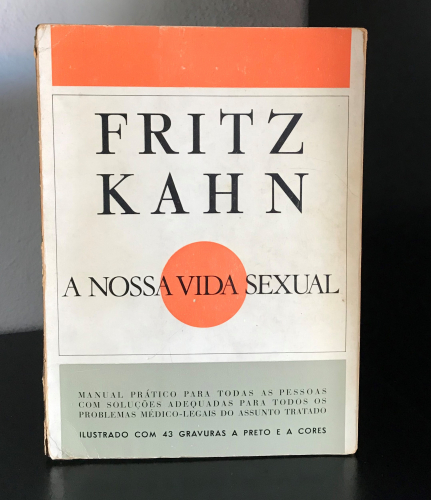 FRITZ
KAHN
A NOSSA VIDA SEXUAL
MANUAL PRÁTICO PARA TODAS AS PESSOAS
COM SOLUÇÕES ADEQUADAS PARA TODOS OS
PROBLEMAS MÉDICO-LEGAIS DO ASSUNTO TRATADO
ILUSTRADO COM 43 GRAVURAS A PRETO E A CORES